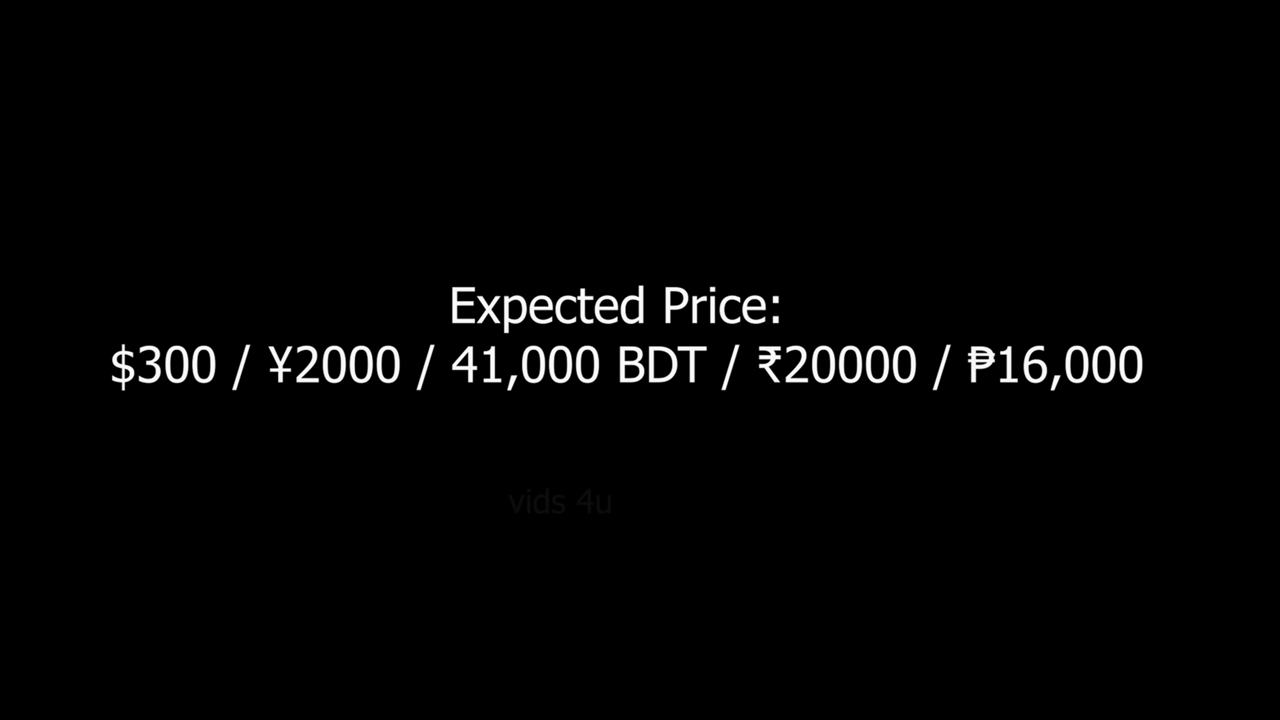 Expected Price:
$300 / ¥2000 / 41,000 BDT / ₹20000 / ₱16,000
vids 4u